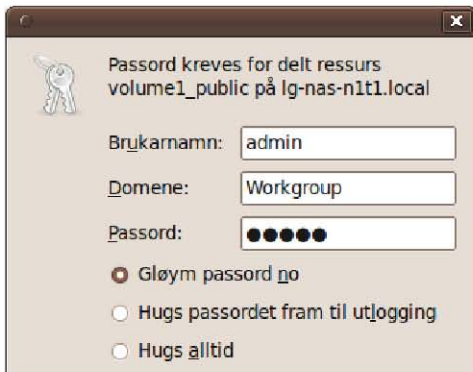 Passord kreves for delt ressurs
volume1_public på lg-nas-n1t1.local
Brukarnamn: admin
Domene: Workgroup
Passord: ●●●●●
Gløym passord no
Hugs passordet fram til utlogging
Hugs alltid